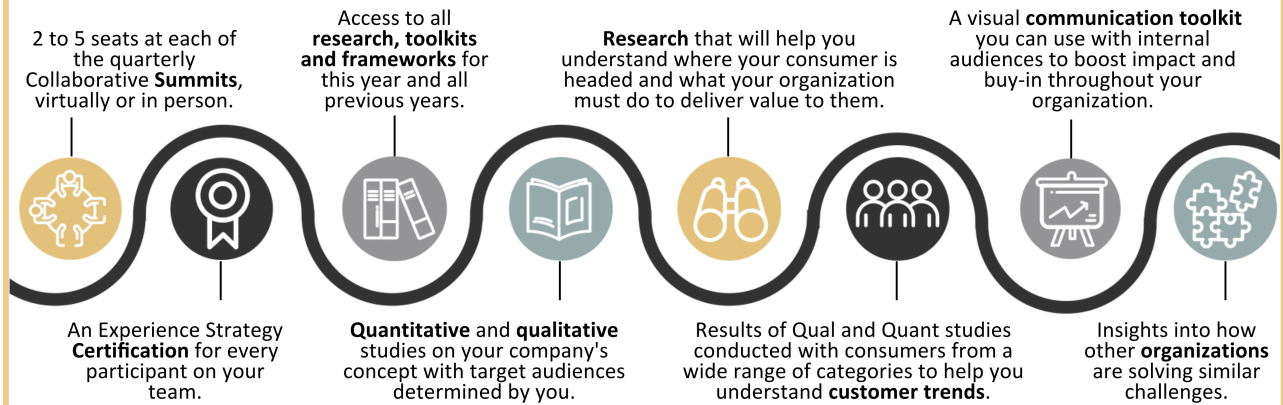 2 to 5 seats at each of
the quarterly
Collaborative Summits,
virtually or in person.
An Experience Strategy
Certification for every
participant on your
team.
Access to all
research, toolkits
and frameworks for
this year and all
previous years.
Quantitative and qualitative
studies on your company's
concept with target audiences
determined by you.
Research that will help you
understand where your consumer is
headed and what your organization
must do to deliver value to them.
Results of Qual and Quant studies
conducted with consumers from a
wide range of categories to help you
understand customer trends.
A visual communication toolkit
you can use with internal
audiences to boost impact and
buy-in throughout your
organization.
Insights into how
other organizations
are solving similar
challenges.